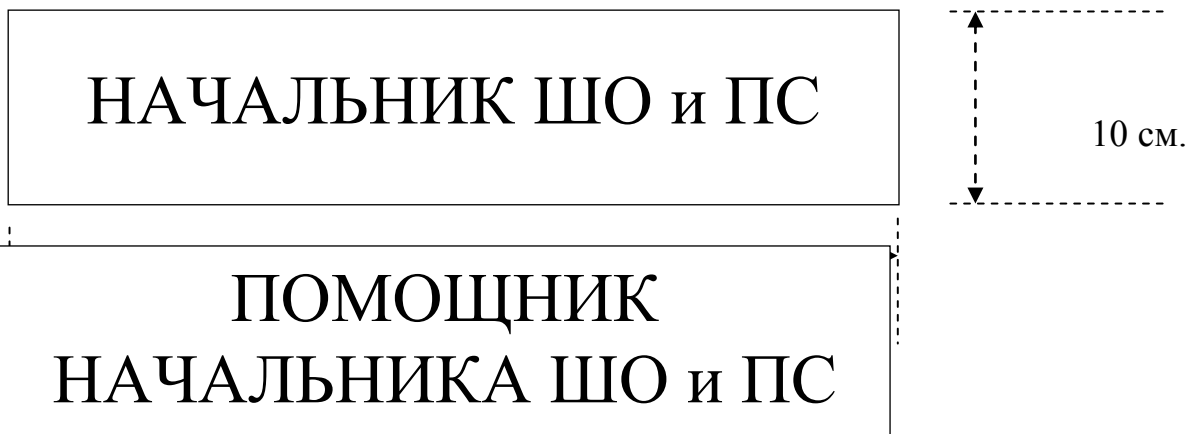 НАЧАЛЬНИК ШО и ПС
10 см.
ПОМОЩНИК
НАЧАЛЬНИКА ШО и ПС